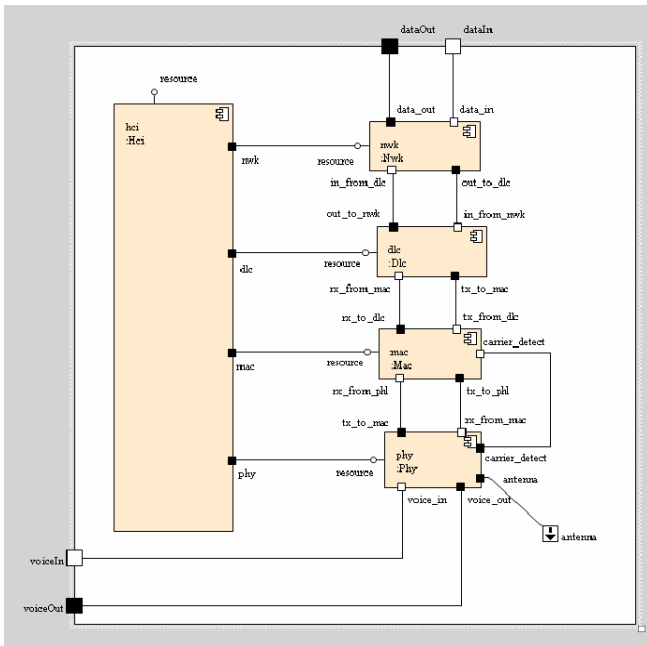 dataOut dataIn
resource
data_out data_in
hci
:Hci
nwk
:Nwk
nwk
resource
in_from_dlc out_to_dlc
out_to_nwk in_from_nwk
dlc
:Dlc
dlc
resource
rx_from_mac tx_to_mac
rx_to_dlc tx_from_dlc
carrier_detect
mac
:Mac
mac
resource
rx_from_phl tx_to_phl
tx_to_mac rx_from_mac
phy
:Phy
carrier_detect
phy
resource
antenna
voice_in voice_out
antenna
voiceIn
voiceOut